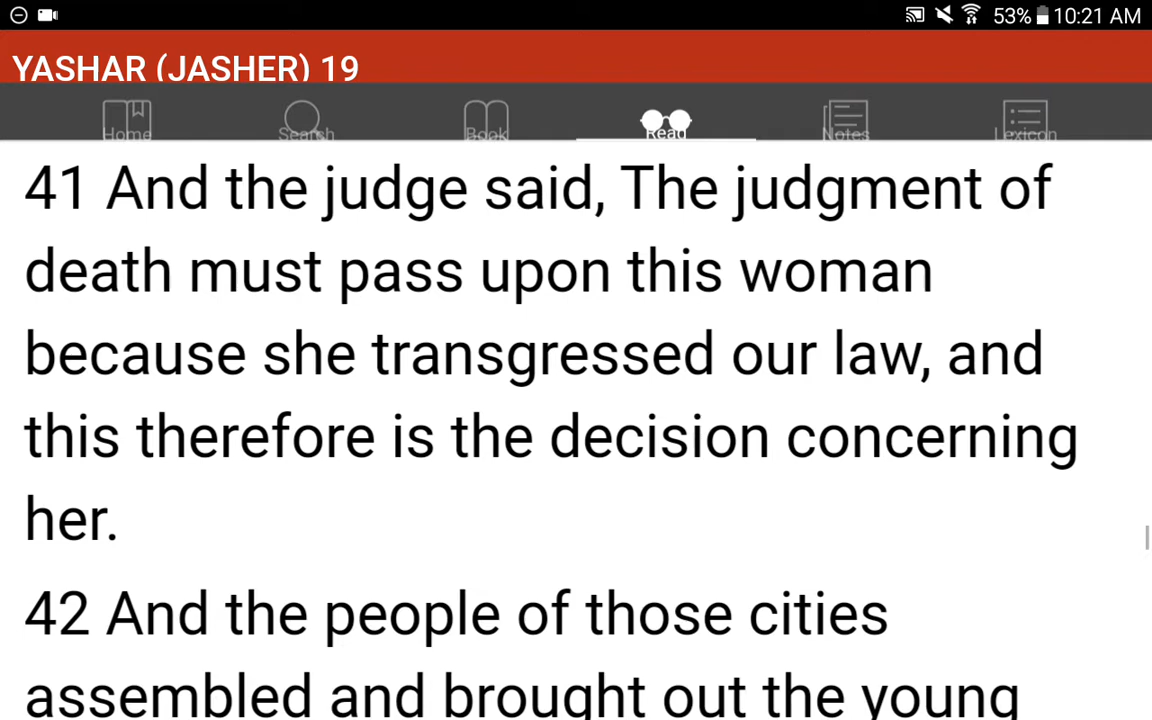 53% 10:21 AM
YASHAR (JASHER) 19
Home Search Book Read Notes Lexicon
41 And the judge said, The judgment of
death must pass upon this woman
because she transgressed our law, and
this therefore is the decision concerning
her.
42 And the people of those cities
assembled and brought out the young